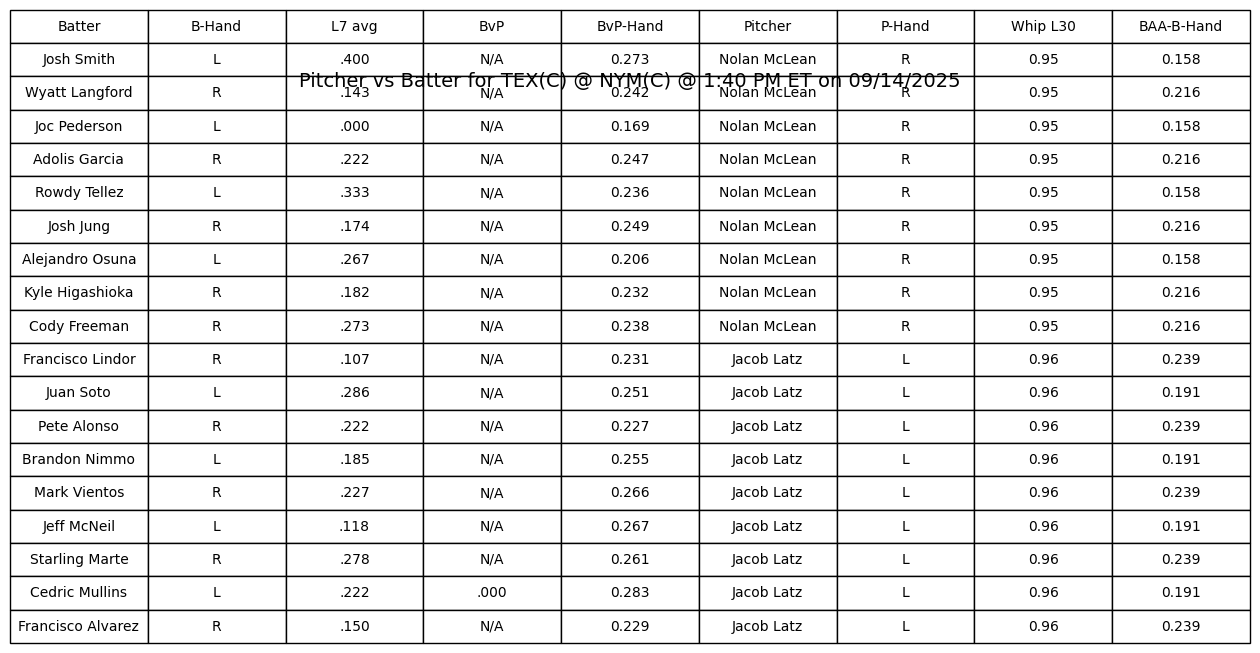 Batter B-Hand L7 avg BvP BvP-Hand Pitcher P-Hand Whip L30 BAA-B-Hand
Josh Smith L .400 N/A 0.273 Nolan McLean R 0.95 0.158
Pitcher vs Batter for TEX(C) @ NYM(C) @ 1:40 PM ET on 09/14/2025
Wyatt Langford R .143 N/A 0.242 Nolan McLean R 0.95 0.216
Joc Pederson L .000 N/A 0.169 Nolan McLean R 0.95 0.158
Adolis Garcia R .222 N/A 0.247 Nolan McLean R 0.95 0.216
Rowdy Tellez L .333 N/A 0.236 Nolan McLean R 0.95 0.158
Josh Jung R .174 N/A 0.249 Nolan McLean R 0.95 0.216
Alejandro Osuna L .267 N/A 0.206 Nolan McLean R 0.95 0.158
Kyle Higashioka R .182 N/A 0.232 Nolan McLean R 0.95 0.216
Cody Freeman R .273 N/A 0.238 Nolan McLean R 0.95 0.216
Francisco Lindor R .107 N/A 0.231 Jacob Latz L 0.96 0.239
Juan Soto L .286 N/A 0.251 Jacob Latz L 0.96 0.191
Pete Alonso R .222 N/A 0.227 Jacob Latz L 0.96 0.239
Brandon Nimmo L .185 N/A 0.255 Jacob Latz L 0.96 0.191
Mark Vientos R .227 N/A 0.266 Jacob Latz L 0.96 0.239
Jeff McNeil L .118 N/A 0.267 Jacob Latz L 0.96 0.191
Starling Marte R .278 N/A 0.261 Jacob Latz L 0.96 0.239
Cedric Mullins L .222 .000 0.283 Jacob Latz L 0.96 0.191
Francisco Alvarez R .150 N/A 0.229 Jacob Latz L 0.96 0.239